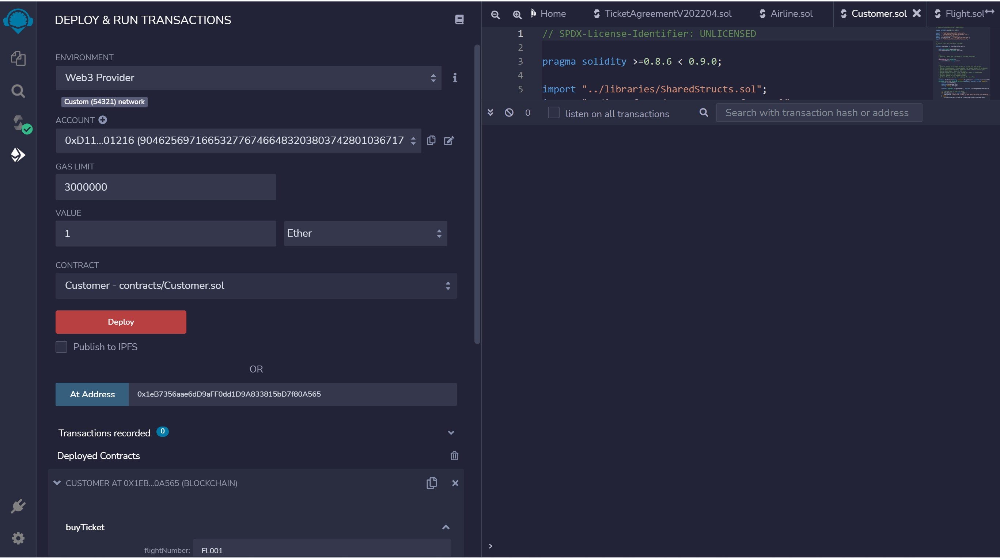 DEPLOY & RUN TRANSACTIONS
ENVIRONMENT
Web3 Provider
Custom (54321) network
ACCOUNT
0xD11...01216 (904625697166532776746648320380374280103671​7
GAS LIMIT
3000000
VALUE
1
Ether
CONTRACT
Customer - contracts/Customer.sol
Deploy
Publish to IPFS
OR
At Address
0x1eB7356aae6dD9aFF0dd1D9A833815bD7f80A565
Transactions recorded 0
Deployed Contracts
CUSTOMER AT 0X1EB...0A565 (BLOCKCHAIN)
buyTicket
flightNumber: FL001
Home
TicketAgreementV202204.sol
Airline.sol
Customer.sol
Flight.sol
1 // SPDX-License-Identifier: UNLICENSED
2
3 pragma solidity >=0.8.6 < 0.9.0;
4
5 import "../libraries/SharedStructs.sol";
0
listen on all transactions
Search with transaction hash or address
>